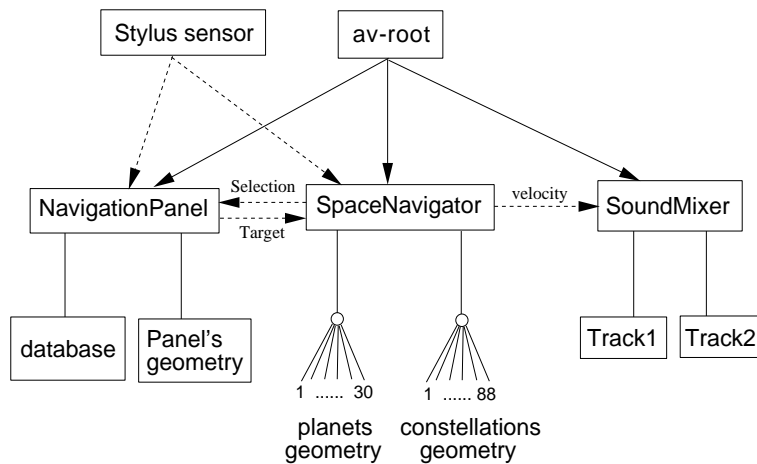 Stylus sensor
av-root
Selection
velocity
NavigationPanel
SpaceNavigator
SoundMixer
Target
database
Panel's
geometry
Track1
Track2
1 ...... 30
1 ...... 88
planets
geometry
constellations
geometry